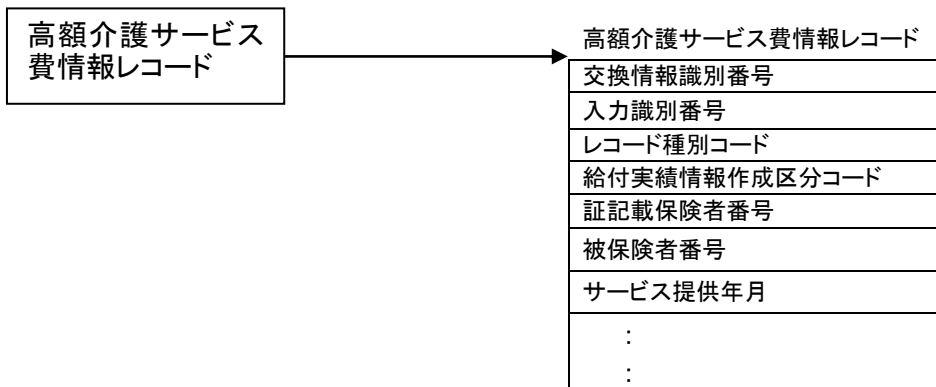 高額介護サービス
費情報レコード
高額介護サービス費情報レコード
交換情報識別番号
入力識別番号
レコード種別コード
給付実績情報作成区分コード
証記載保険者番号
被保険者番号
サービス提供年月
:
: